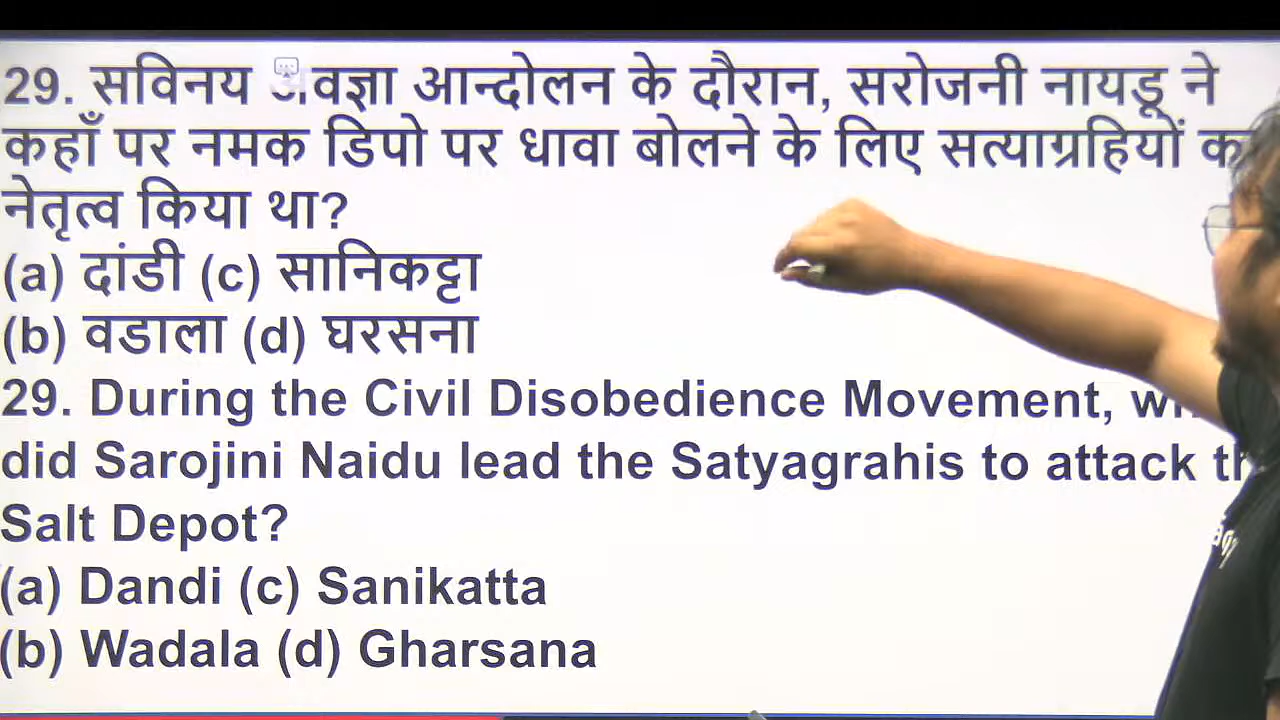 29. सविनय अवज्ञा आन्दोलन के दौरान, सरोजनी नायडू ने
कहाँ पर नमक डिपो पर धावा बोलने के लिए सत्याग्रहियों
नेतृत्व किया था?
(a) दांडी (c) सानिकट्टा
(b) वडाला (d) घरसना
29. During the Civil Disobedience Movement,
did Sarojini Naidu lead the Satyagrahis to attack
Salt Depot?
(a) Dandi (c) Sanikatta
(b) Wadala (d) Gharsana